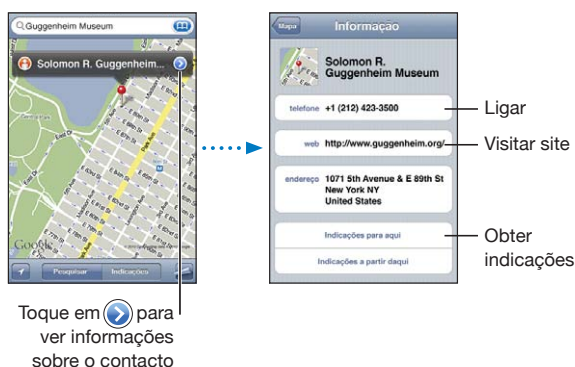 Guggenheim Museum
Solomon R. Guggenheim...
Google
Pesquisar
Indicações
Toque em para
ver informações
sobre o contacto
Mapa
Informação
Solomon R.
Guggenheim Museum
telefone +1 (212) 423-3500
Ligar
web http://www.guggenheim.org/
Visitar site
endereço 1071 5th Avenue & E 89th St
New York NY
United States
Indicações para aqui
Indicações a partir daqui
Obter
indicações